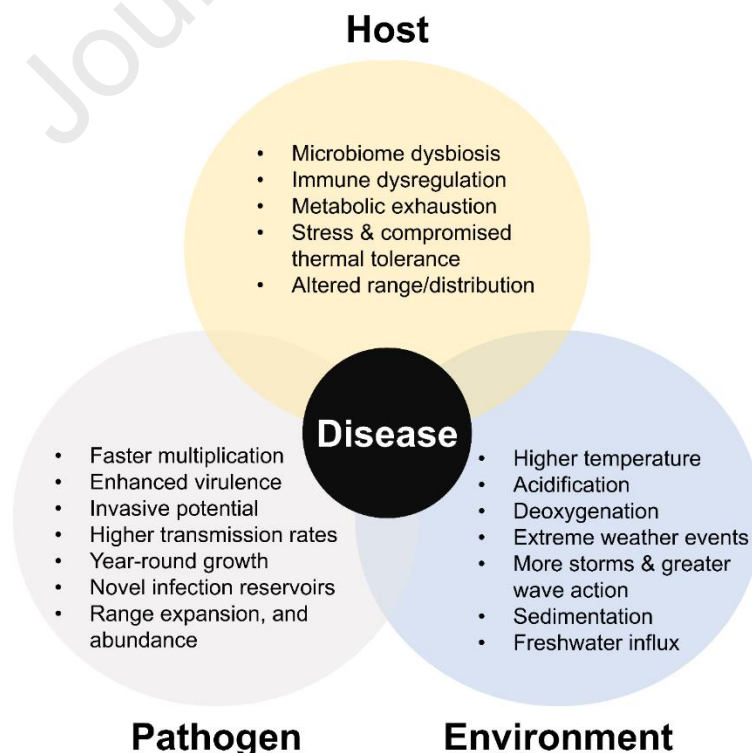 Jour
Host
• Microbiome dysbiosis
• Immune dysregulation
• Metabolic exhaustion
• Stress & compromised
thermal tolerance
• Altered range/distribution
Disease
• Faster multiplication
• Enhanced virulence
• Invasive potential
• Higher transmission rates
• Year-round growth
• Novel infection reservoirs
• Range expansion, and
abundance
• Higher temperature
• Acidification
• Deoxygenation
• Extreme weather events
• More storms & greater
wave action
• Sedimentation
• Freshwater influx
Pathogen
Environment